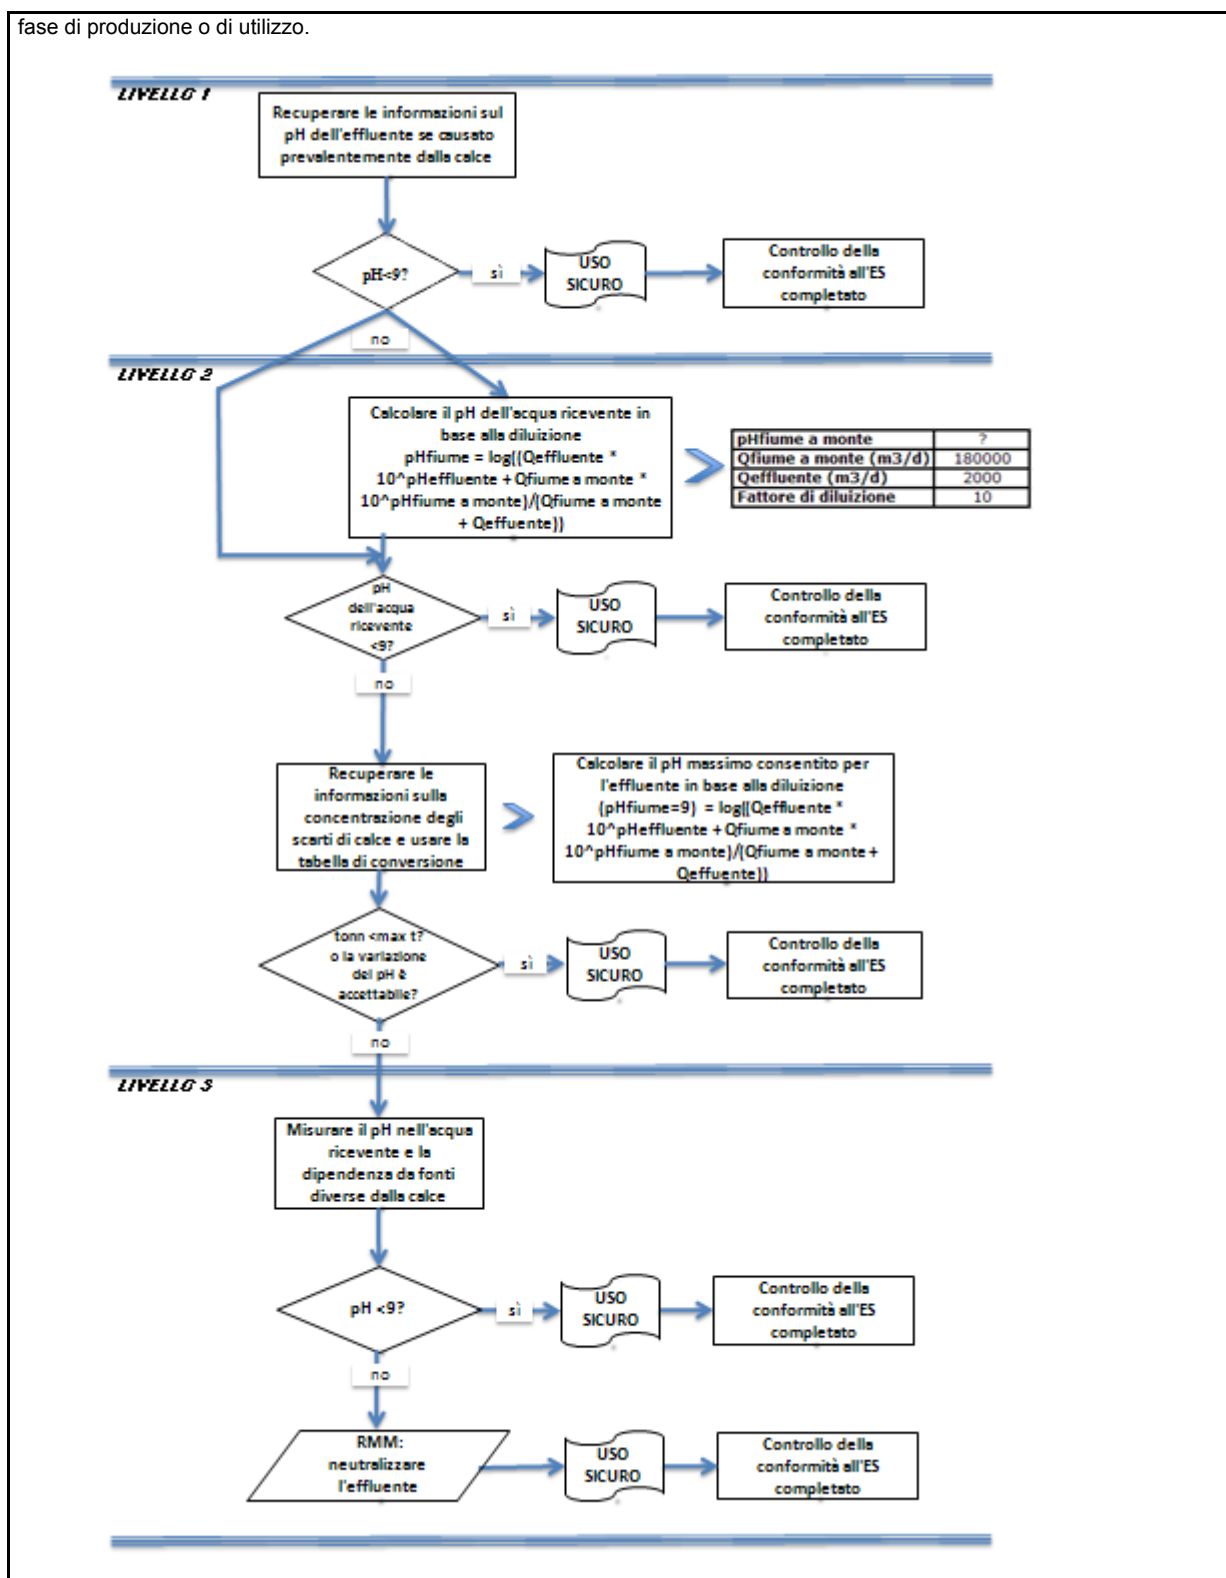 fase di produzione o di utilizzo.
LIVELLO 1
Recuperare le informazioni sul
pH dell'effluente se causato
prevalentemente dalla calce
pH<9?
sì
USO
SICURO
Controllo della
conformità all'ES
completato
no
LIVELLO 2
Calcolare il pH dell'acqua ricevente in
base alla diluizione
pHfiume = log((Qeffluente *
10^pHeffluente + Qfiume a monte *
10^pHfiume a monte)/(Qfiume a monte
+ Qeffuente))
pHfiume a monte ?
Qfiume a monte (m3/d) 180000
Qeffluente (m3/d) 2000
Fattore di diluizione 10
pH
dell'acqua
ricevente
<9?
sì
USO
SICURO
Controllo della
conformità all'ES
completato
no
Recuperare le
informazioni sulla
concentrazione degli
scarti di calce e usare la
tabella di conversione
Calcolare il pH massimo consentito per
l'effluente in base alla diluizione
(pHfiume=9) = log((Qeffluente *
10^pHeffluente + Qfiume a monte *
10^pHfiume a monte)/(Qfiume a monte +
Qeffuente))
tonn <max t?
o la variazione
del pH è
accettabile?
sì
USO
SICURO
Controllo della
conformità all'ES
completato
no
LIVELLO 3
Misurare il pH nell'acqua
ricevente e la
dipendenza da fonti
diverse dalla calce
pH <9?
sì
USO
SICURO
Controllo della
conformità all'ES
completato
no
RMM:
neutralizzare
l'effluente
USO
SICURO
Controllo della
conformità all'ES
completato